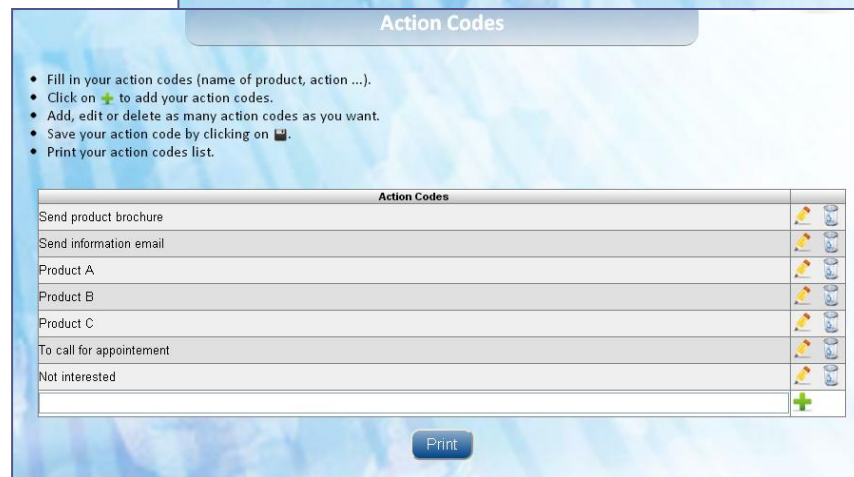 Action Codes
• Fill in your action codes (name of product, action ...).
• Click on to add your action codes.
• Add, edit or delete as many action codes as you want.
• Save your action code by clicking on .
• Print your action codes list.
Action Codes
Send product brochure
Send information email
Product A
Product B
Product C
To call for appointement
Not interested
Print